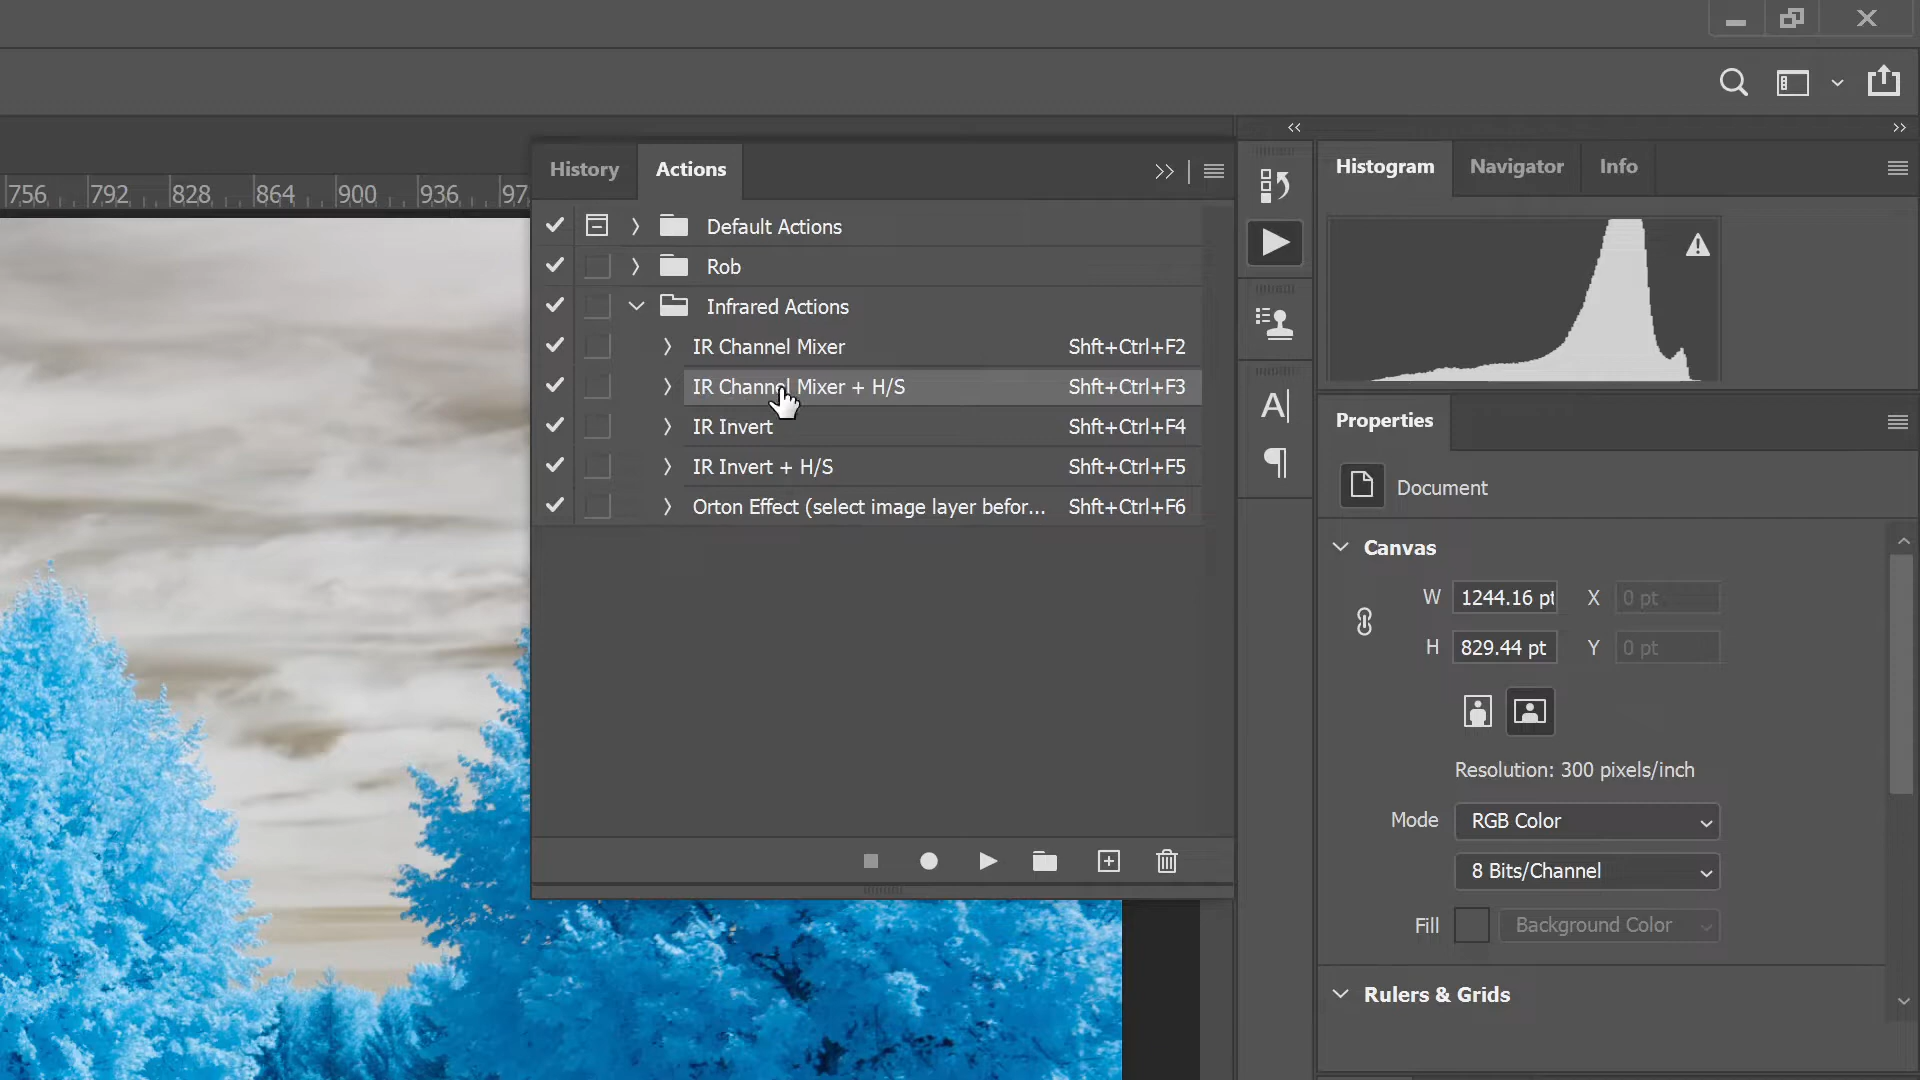 756 792 828 864 900 936 97
History Actions
Default Actions
Rob
Infrared Actions
IR Channel Mixer Shft+Ctrl+F2
IR Channel Mixer + H/S Shft+Ctrl+F3
IR Invert Shft+Ctrl+F4
IR Invert + H/S Shft+Ctrl+F5
Orton Effect (select image layer befor... Shft+Ctrl+F6
A
Histogram Navigator Info
Properties
Document
Canvas
W 1244.16 pt X 0 pt
H 829.44 pt Y 0 pt
Resolution: 300 pixels/inch
Mode RGB Color
8 Bits/Channel
Fill Background Color
Rulers & Grids